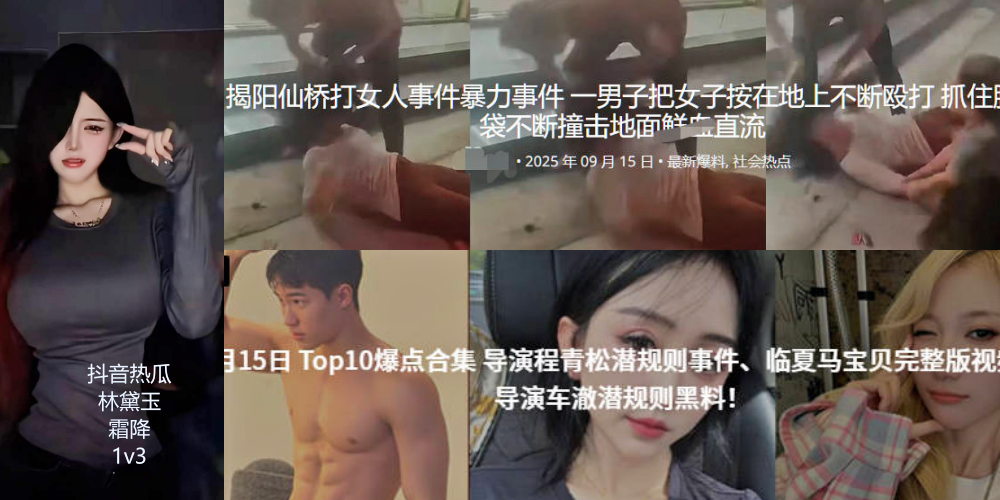 抖音热瓜
林黛玉
霜降
1v3
揭阳仙桥打女人事件暴力事件 一男子把女子按在地上不断殴打 抓住
袋不断撞击地面鲜血直流
• 2025 年 09 月 15 日 • 最新爆料, 社会热点
月15日 Top10爆点合集 导演程青松潜规则事件、临夏马宝贝完整版视
导演车澈潜规则黑料！